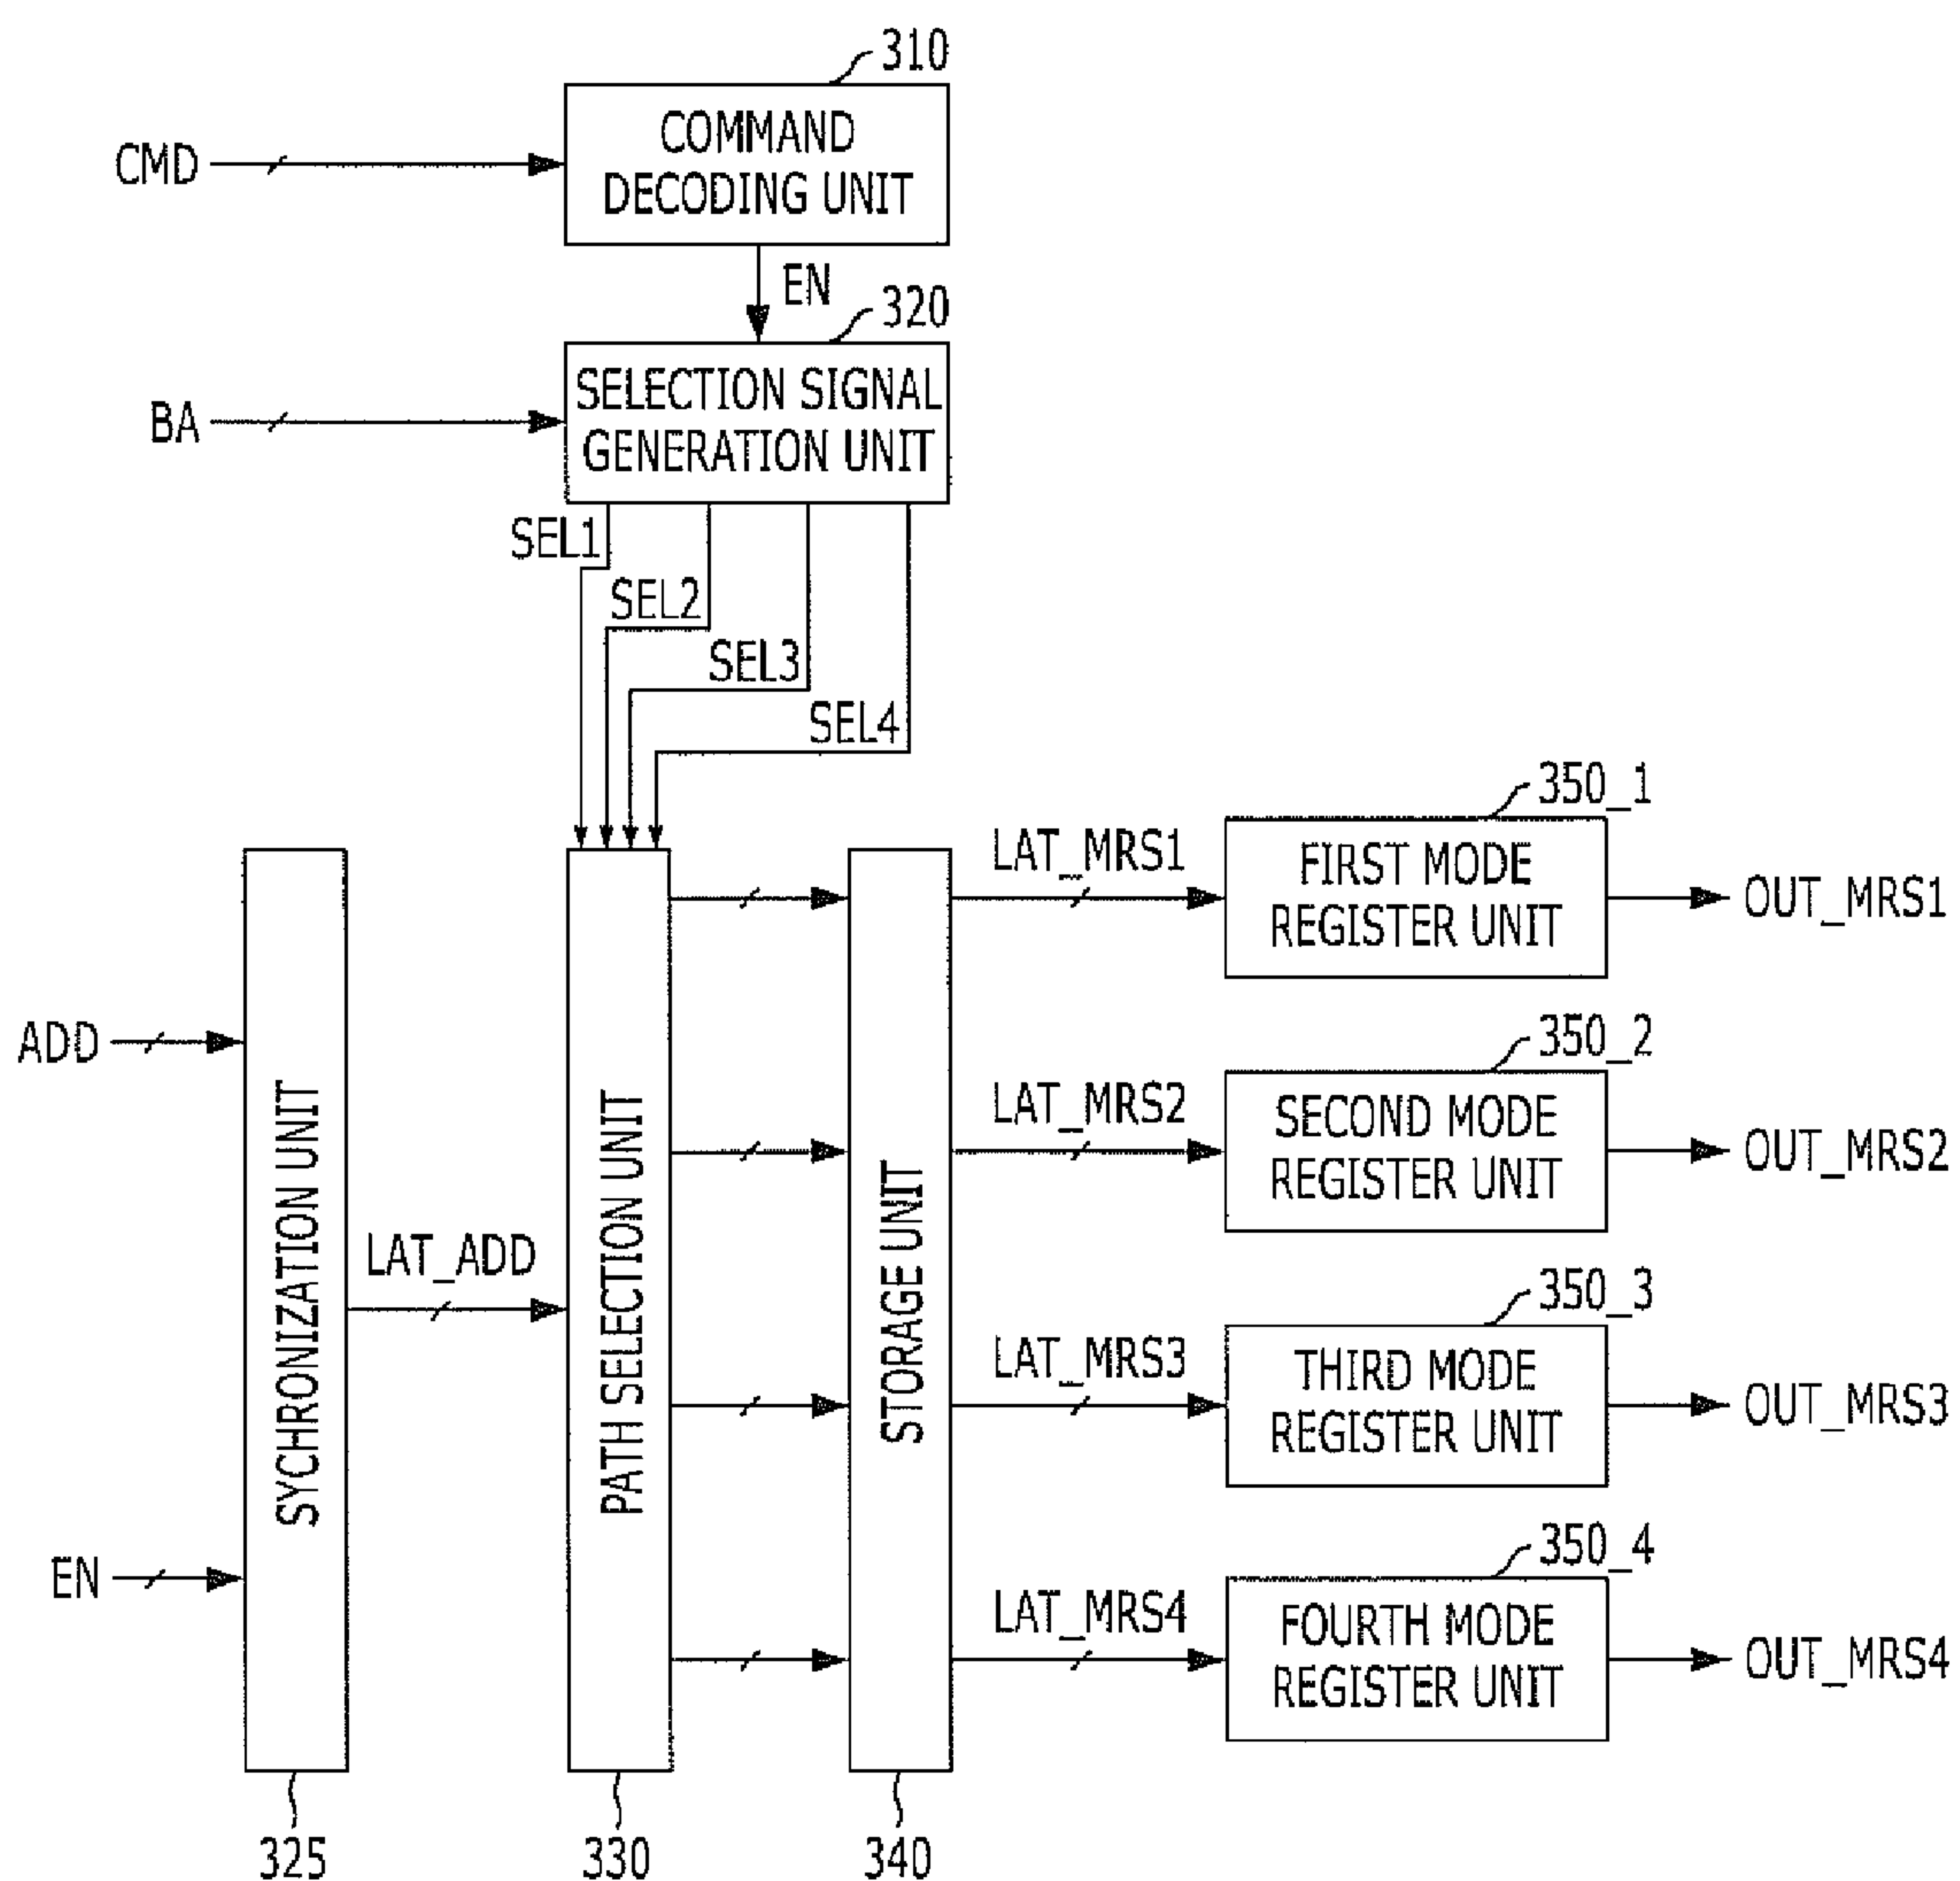 310
COMMAND
DECODING UNIT
CMD
EN
320
SELECTION SIGNAL
GENERATION UNIT
BA
SEL1
SEL2
SEL3
SEL4
350_1
LAT_MRS1
FIRST MODE
REGISTER UNIT
OUT_MRS1
ADD
350_2
LAT_MRS2
SECOND MODE
REGISTER UNIT
OUT_MRS2
SYCHRONIZATION UNIT
LAT_ADD
PATH SELECTION UNIT
STORAGE UNIT
350_3
LAT_MRS3
THIRD MODE
REGISTER UNIT
OUT_MRS3
EN
350_4
LAT_MRS4
FOURTH MODE
REGISTER UNIT
OUT_MRS4
325
330
340